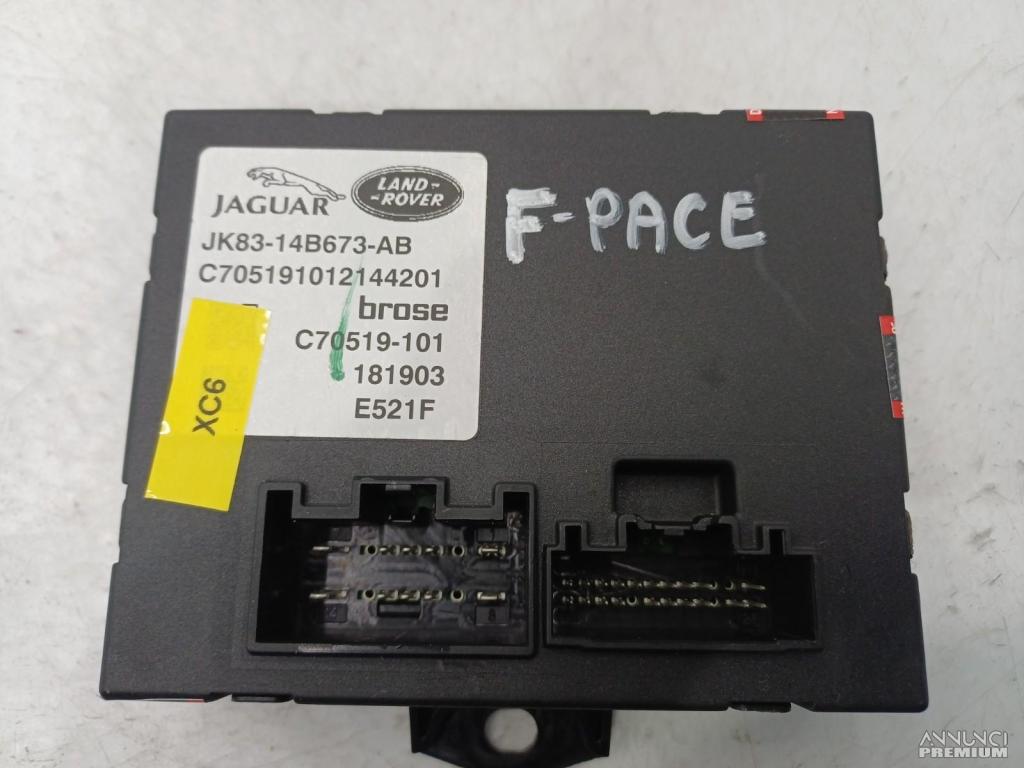 JAGUAR
LAND-
-ROVER
JK83-14B673-AB
C705191012144201
brose
C70519-101
181903
E521F
XC6
F-PACE
ANNUNCI
PREMIUM